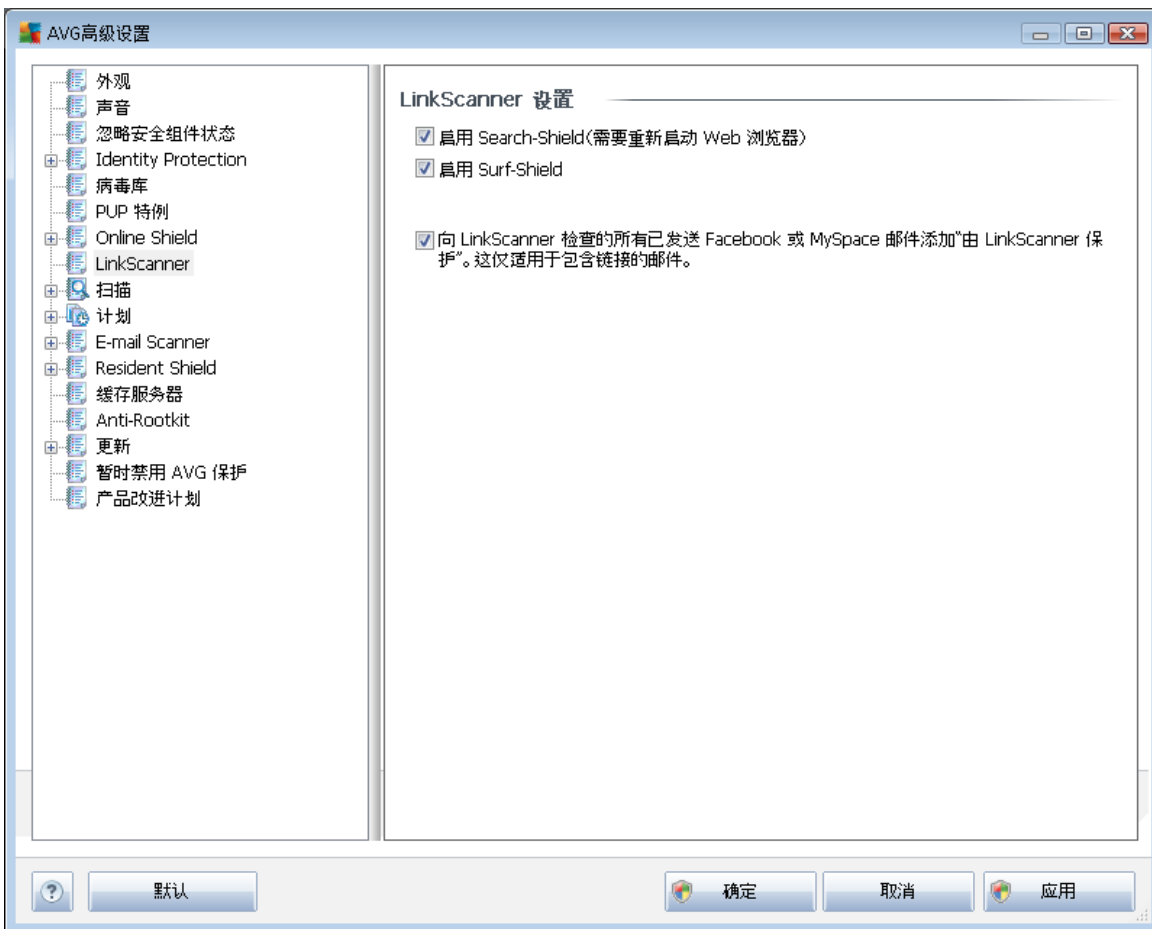 AVG高级设置
外观
声音
忽略安全组件状态
Identity Protection
病毒库
PUP 特例
Online Shield
LinkScanner
扫描
计划
E-mail Scanner
Resident Shield
缓存服务器
Anti-Rootkit
更新
暂时禁用 AVG 保护
产品改进计划
LinkScanner 设置
启用 Search-Shield(需要重新启动 Web 浏览器)
启用 Surf-Shield
向 LinkScanner 检查的所有已发送 Facebook 或 MySpace 邮件添加“由 LinkScanner 保
护”。这仅适用于包含链接的邮件。
?
默认
确定
取消
应用